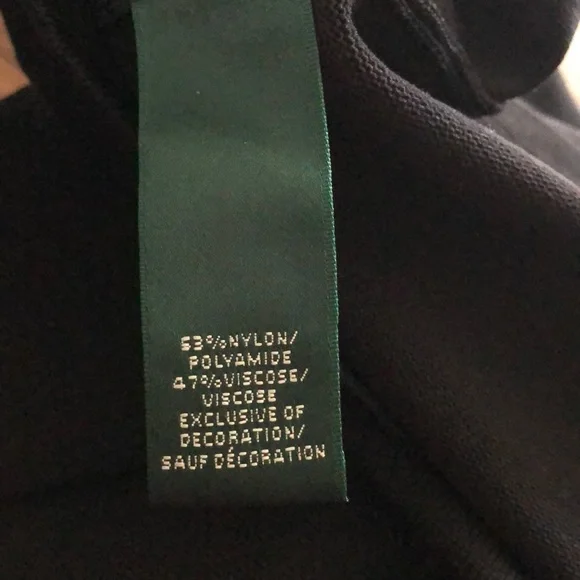 53%NYLON/
POLYAMIDE
47%VISCOSE/
VISCOSE
EXCLUSIVE OF
DECORATION/
SAUF DÉCORATION